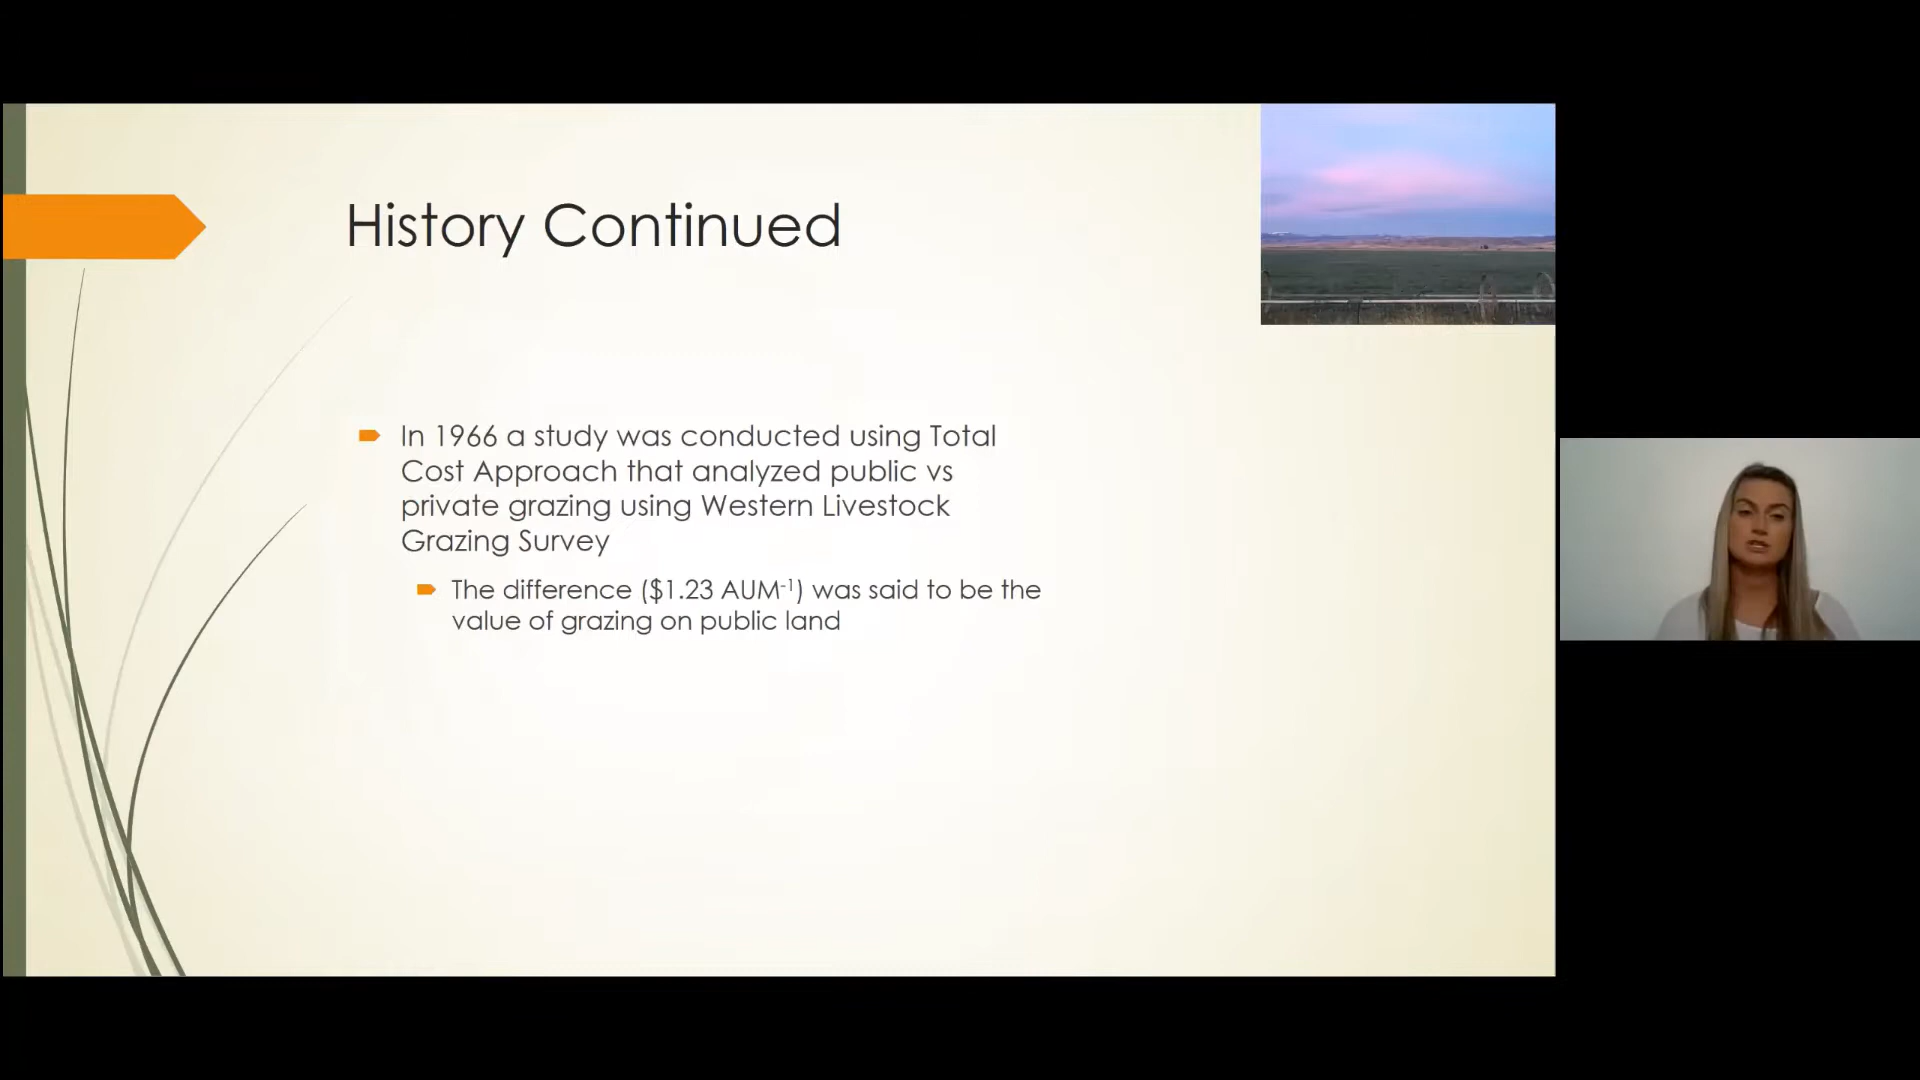 History Continued
In 1966 a study was conducted using Total
Cost Approach that analyzed public vs
private grazing using Western Livestock
Grazing Survey
The difference ($1.23 AUM⁻¹) was said to be the
value of grazing on public land